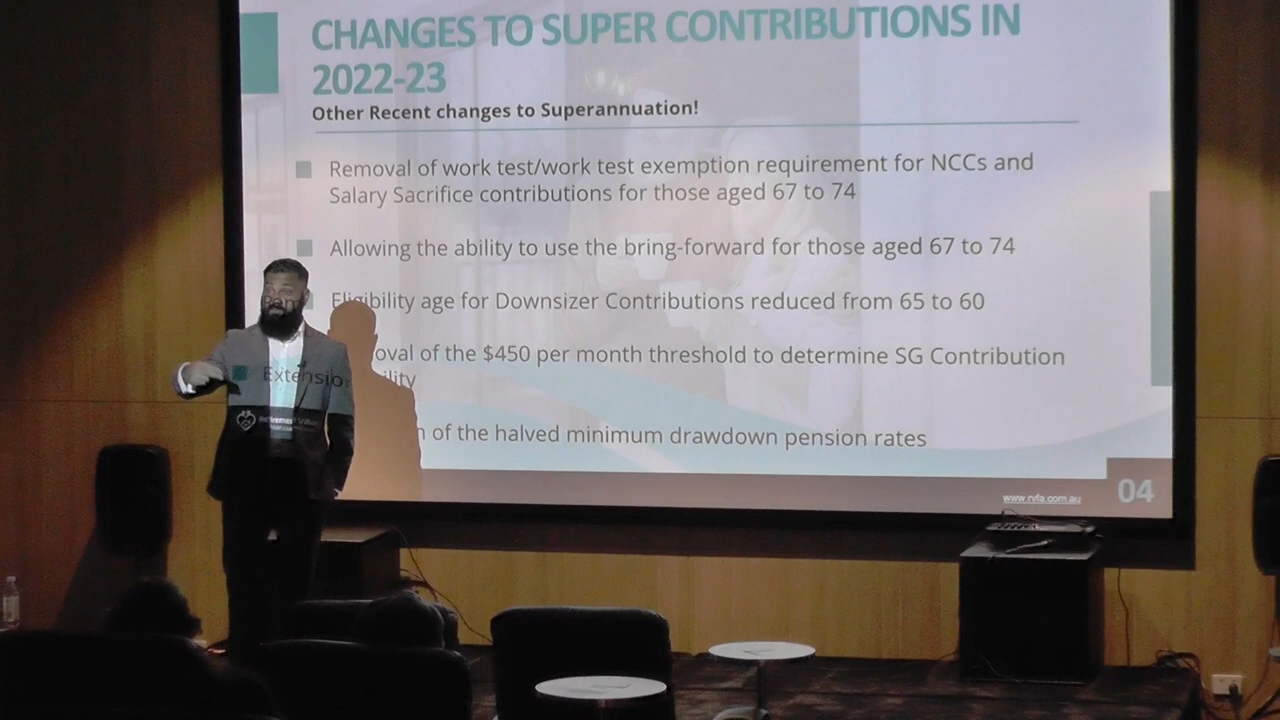 CHANGES TO SUPER CONTRIBUTIONS IN
2022-23
Other Recent changes to Superannuation!
Removal of work test/work test exemption requirement for NCCs and
Salary Sacrifice contributions for those aged 67 to 74
Allowing the ability to use the bring-forward for those aged 67 to 74
Eligibility age for Downsizer Contributions reduced from 65 to 60
Rem oval of the $450 per month threshold to determine SG Contribution
ility
Extension of the halved minimum drawdown pension rates
www.rvfa.com.au
04